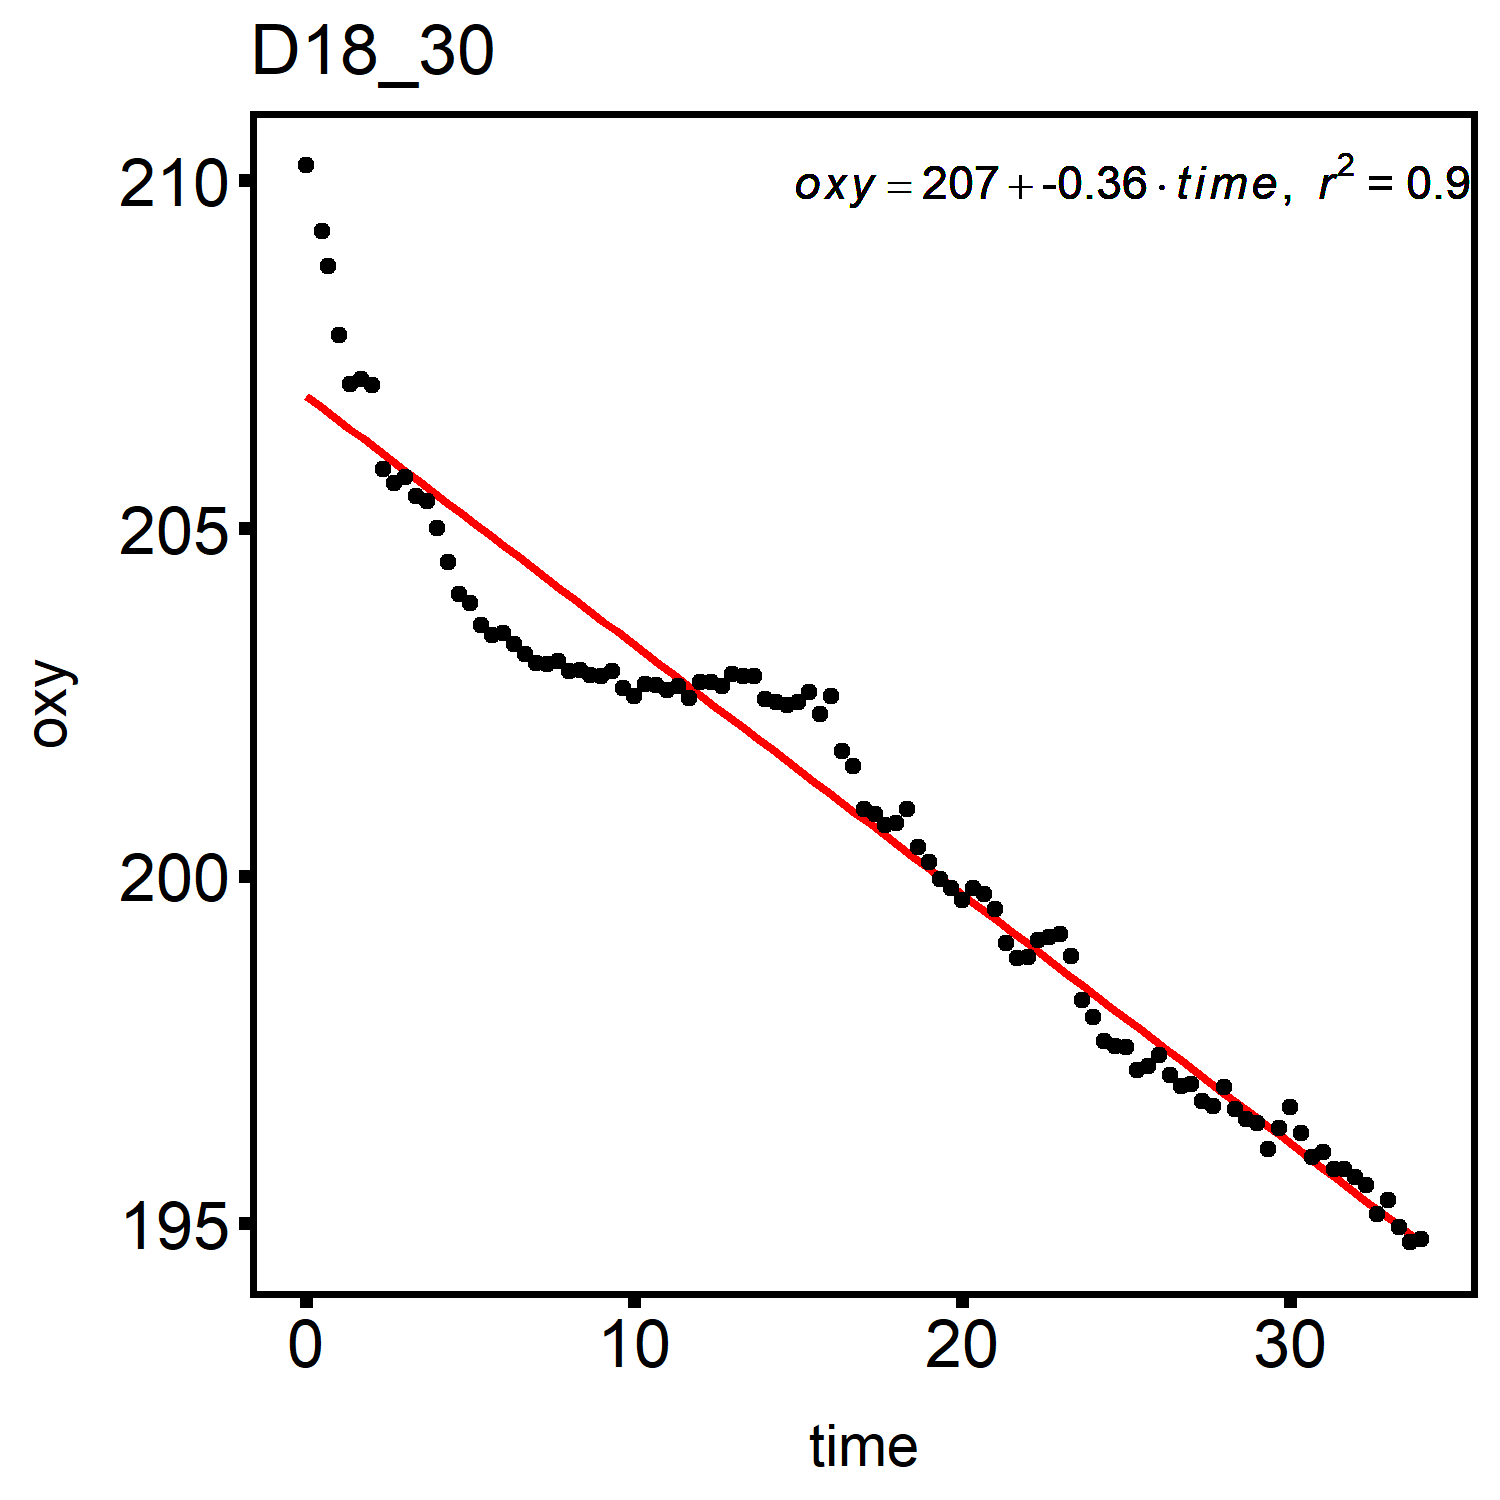 D18_30
oxy = 207 + -0.36 · time, r² = 0.9
210
205
200
195
oxy
0 10 20 30
time